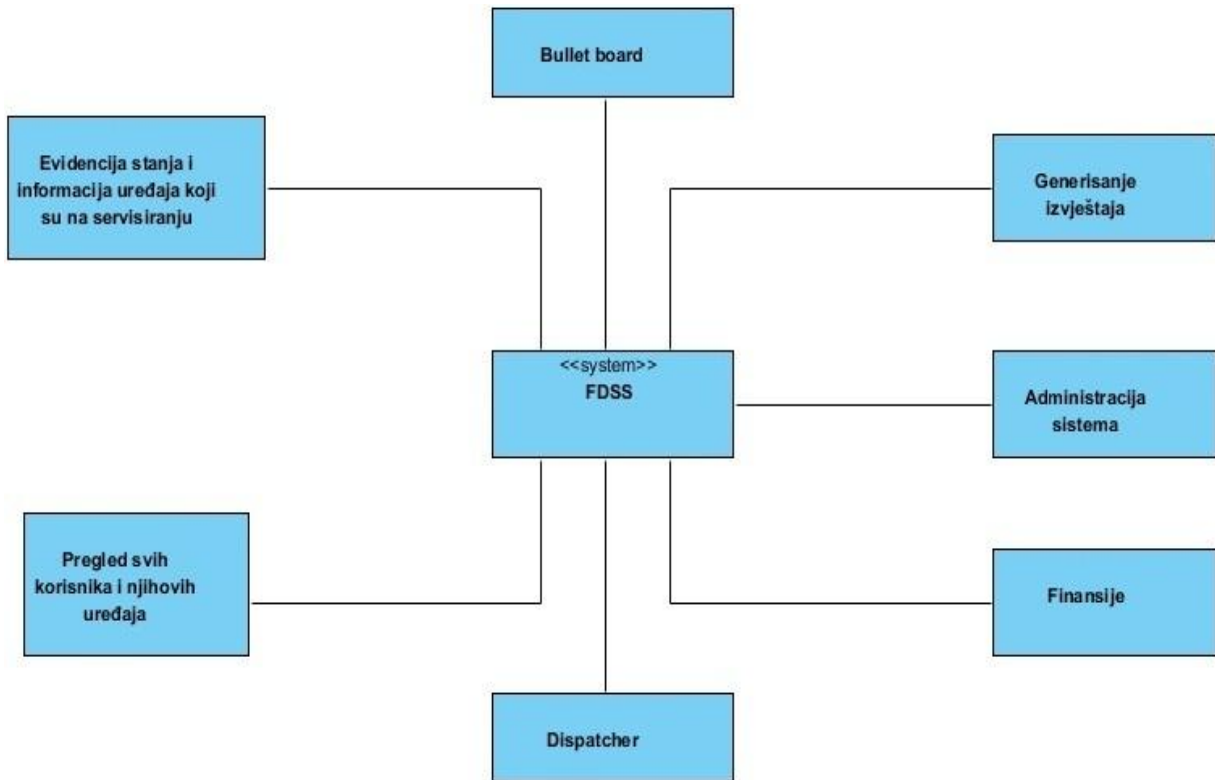 Bullet board
Evidencija stanja i
informacija uređaja koji
su na servisiranju
Generisanje
izvještaja
<<system>>
FDSS
Administracija
sistema
Pregled svih
korisnika i njihovih
uređaja
Finansije
Dispatcher